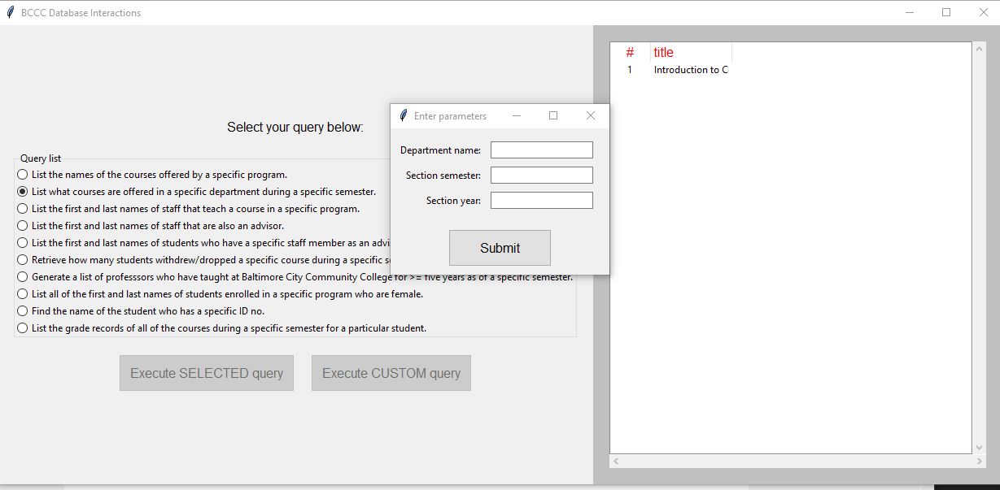 BCCC Database Interactions
Select your query below:
Query list
List the names of the courses offered by a specific program.
List what courses are offered in a specific department during a specific semester.
List the first and last names of staff that teach a course in a specific program.
List the first and last names of staff that are also an advisor.
List the first and last names of students who have a specific staff member as an
Retrieve how many students withdrew/dropped a specific course during a specific
Generate a list of professsors who have taught at Baltimore City Community College for >= five years as of a specific semester.
List all of the first and last names of students enrolled in a specific program who are female.
Find the name of the student who has a specific ID no.
List the grade records of all of the courses during a specific semester for a particular student.
Execute SELECTED query
Execute CUSTOM query
Enter parameters
Department name:
Section semester:
Section year:
Submit
# title
1 Introduction to C